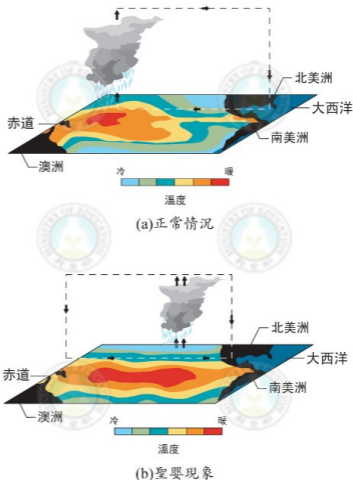 北美洲
大西洋
赤道
南美洲
澳洲
冷 暖
溫度
(a)正常情況
北美洲
大西洋
赤道
南美洲
澳洲
冷 暖
溫度
(b)聖嬰現象